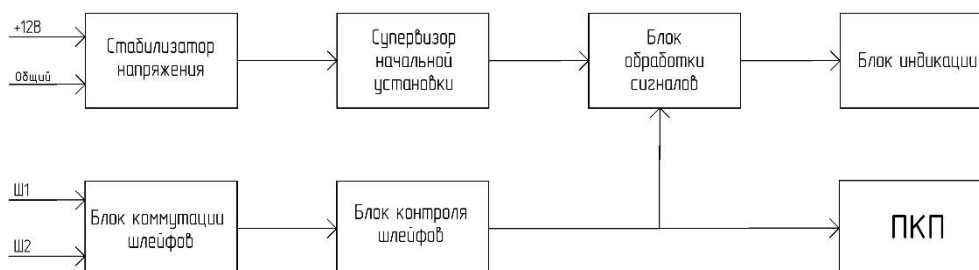 +12В
Общий
Стабилизатор
напряжения
Супервизор
начальной
установки
Блок
обработки
сигналов
Блок индикации
Ш1
Ш2
Блок коммутации
шлейфов
Блок контроля
шлейфов
ПКП